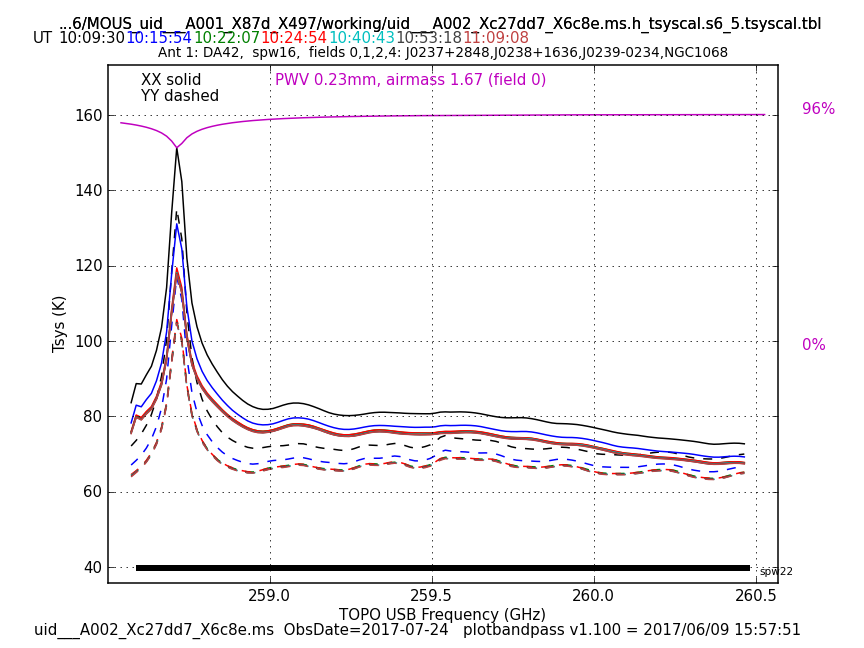 ...6/MOUS_uid___A001_X87d_X497/working/uid___A002_Xc27dd7_X6c8e.ms.h_tsyscal.s6_5.tsyscal.tbl
UT 10:09:30 10:15:54 10:22:07 10:24:54 10:40:43 10:53:18 11:09:08
Ant 1: DA42,  spw16,  fields 0,1,2,4: J0237+2848,J0238+1636,J0239-0234,NGC1068
XX solid
PWV 0.23mm, airmass 1.67 (field 0)
YY dashed
96%
160
140
120
100
80
60
40
0%
Tsys (K)
spw22
259.0
259.5
260.0
260.5
TOPO USB Frequency (GHz)
uid___A002_Xc27dd7_X6c8e.ms  ObsDate=2017-07-24   plotbandpass v1.100 = 2017/06/09 15:57:51